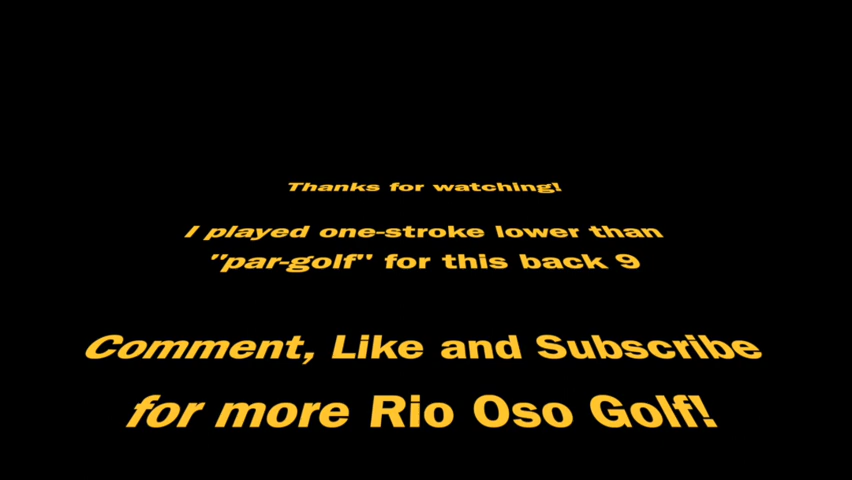 Thanks for watching!
I played one-stroke lower than
"par-golf" for this back 9
Comment, Like and Subscribe
for more Rio Oso Golf!